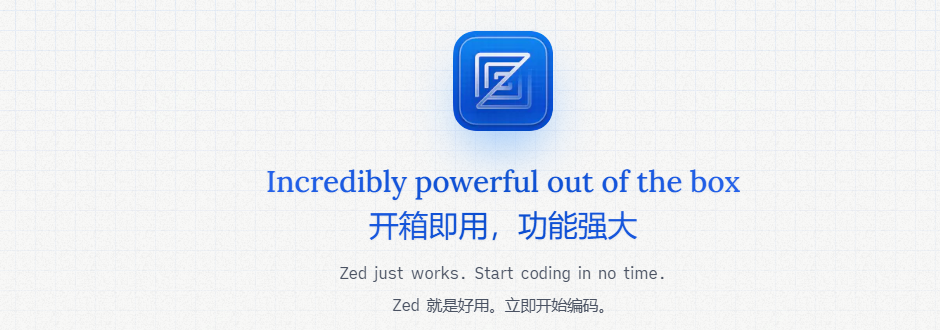 Incredibly powerful out of the box
开箱即用，功能强大
Zed just works. Start coding in no time.
Zed 就是好用。立即开始编码。